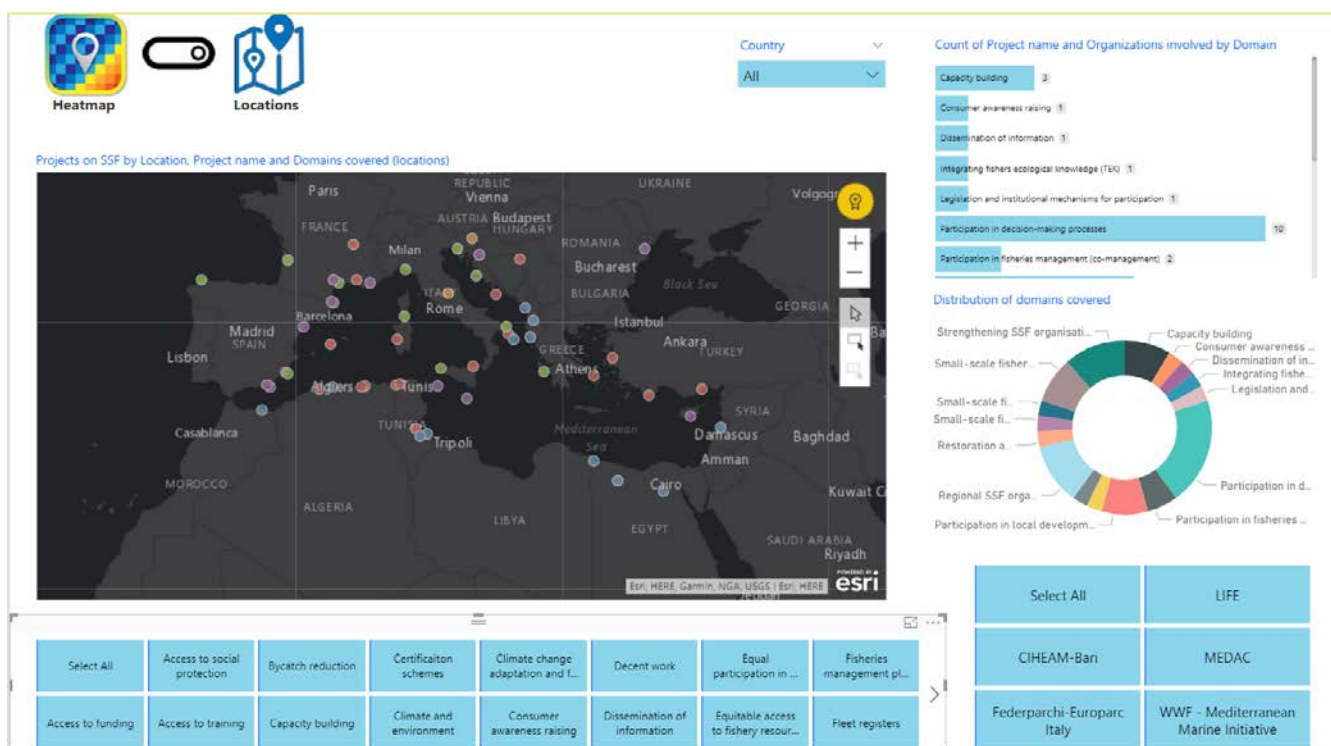 Heatmap
Locations
Country
All
Count of Project name and Organizations involved by Domain
Capacity building 3
Consumer awareness raising 1
Dissemination of information 1
Integrating fishers ecological knowledge (TEK) 1
Legislation and institutional mechanisms for participation 1
Participation in decision-making processes 10
Participation in fisheries management (co-management) 2
Projects on SSF by Location, Project name and Domains covered (locations)
Paris
REPUBLIC
Vienna
UKRAINE
Volgogr
AUSTRIA
Budapest
HUNGARY
FRANCE
Milan
ROMANIA
Bucharest
Black Sea
ITA
Rome
BULGARIA
GEORGIA
Barcelona
Istanbul
Madrid
SPAIN
Ankara
TURKEY
Ba
Lisbon
GREECE
Athens
Algiers
Tunis
SYRIA
Casablanca
TUNISIA
Tripoli
Mediterranean
Sea
Damascus
Baghdad
Amman
MOROCCO
Cairo
Kuwait C
ALGERIA
LIBYA
EGYPT
SAUDI ARABIA
Riyadh
POWERED BY
esri
Esri, HERE, Garmin, NGA, USGS | Esri, HERE
Distribution of domains covered
Strengthening SSF organisati...
Capacity building
Consumer awareness ...
Small-scale fisher...
Dissemination of in...
Integrating fishe...
Legislation and...
Small-scale fi...
Small-scale fi...
Restoration a...
Regional SSF orga...
Participation in d...
Participation in local developm...
Participation in fisheries ...
Select All
Access to social
protection
Bycatch reduction
Certificaiton
schemes
Climate change
adaptation and f...
Decent work
Equal
participation in ...
Fisheries
management pl...
Access to funding
Access to training
Capacity building
Climate and
environment
Consumer
awareness raising
Dissemination of
information
Equitable access
to fishery resour...
Fleet registers
Select All
LIFE
CIHEAM-Bari
MEDAC
Federparchi-Europarc
Italy
WWF - Mediterranean
Marine Initiative